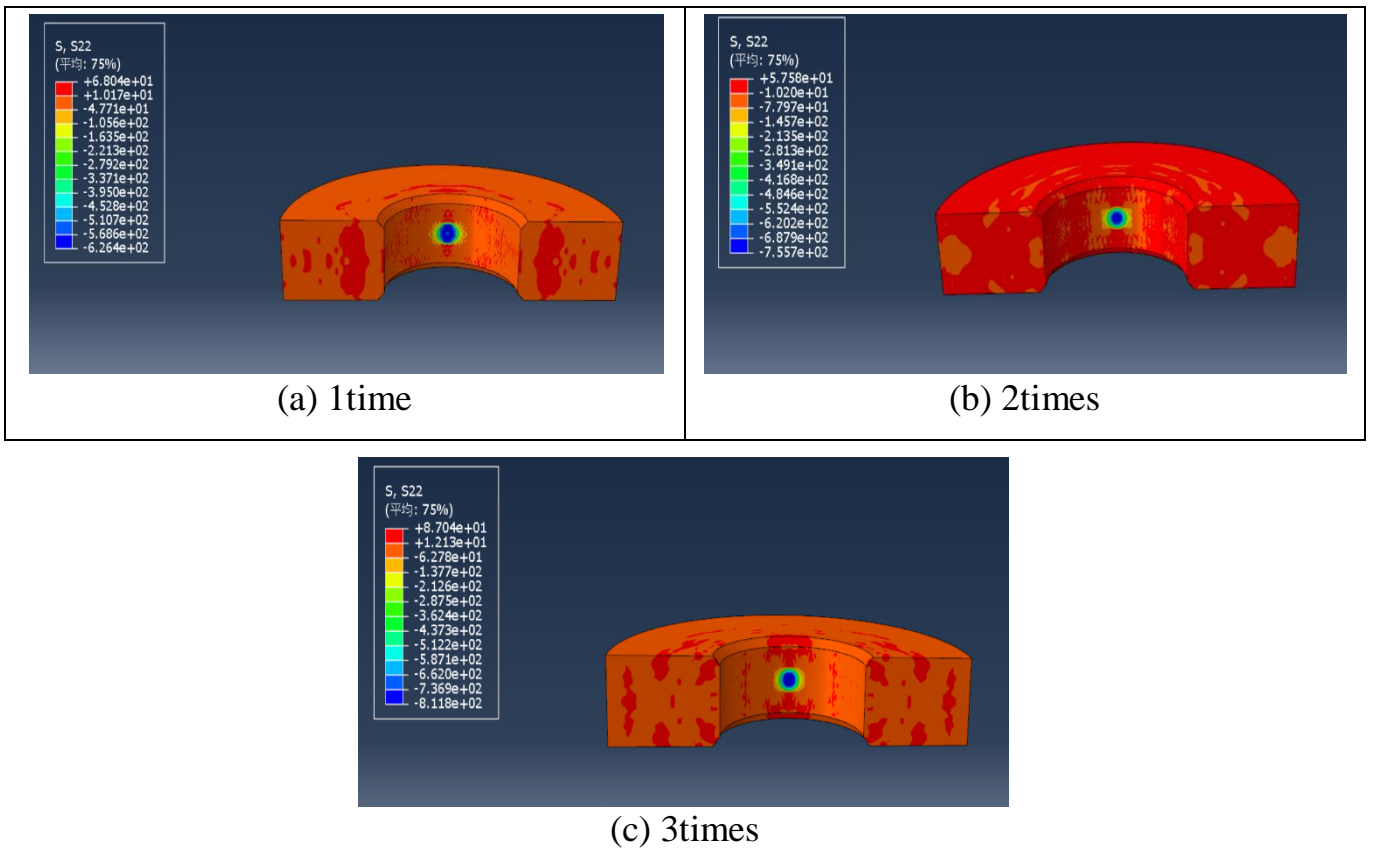 S, S22
(平均: 75%)
+6.804e+01
+1.017e+01
-4.771e+01
-1.056e+02
-1.635e+02
-2.213e+02
-2.792e+02
-3.371e+02
-3.950e+02
-4.528e+02
-5.107e+02
-5.686e+02
-6.264e+02
(a) 1time
S, S22
(平均: 75%)
+5.758e+01
-1.020e+01
-7.797e+01
-1.457e+02
-2.135e+02
-2.813e+02
-3.491e+02
-4.168e+02
-4.846e+02
-5.524e+02
-6.202e+02
-6.879e+02
-7.557e+02
(b) 2times
S, S22
(平均: 75%)
+8.704e+01
+1.213e+01
-6.278e+01
-1.377e+02
-2.126e+02
-2.875e+02
-3.624e+02
-4.373e+02
-5.122e+02
-5.871e+02
-6.620e+02
-7.369e+02
-8.118e+02
(c) 3times